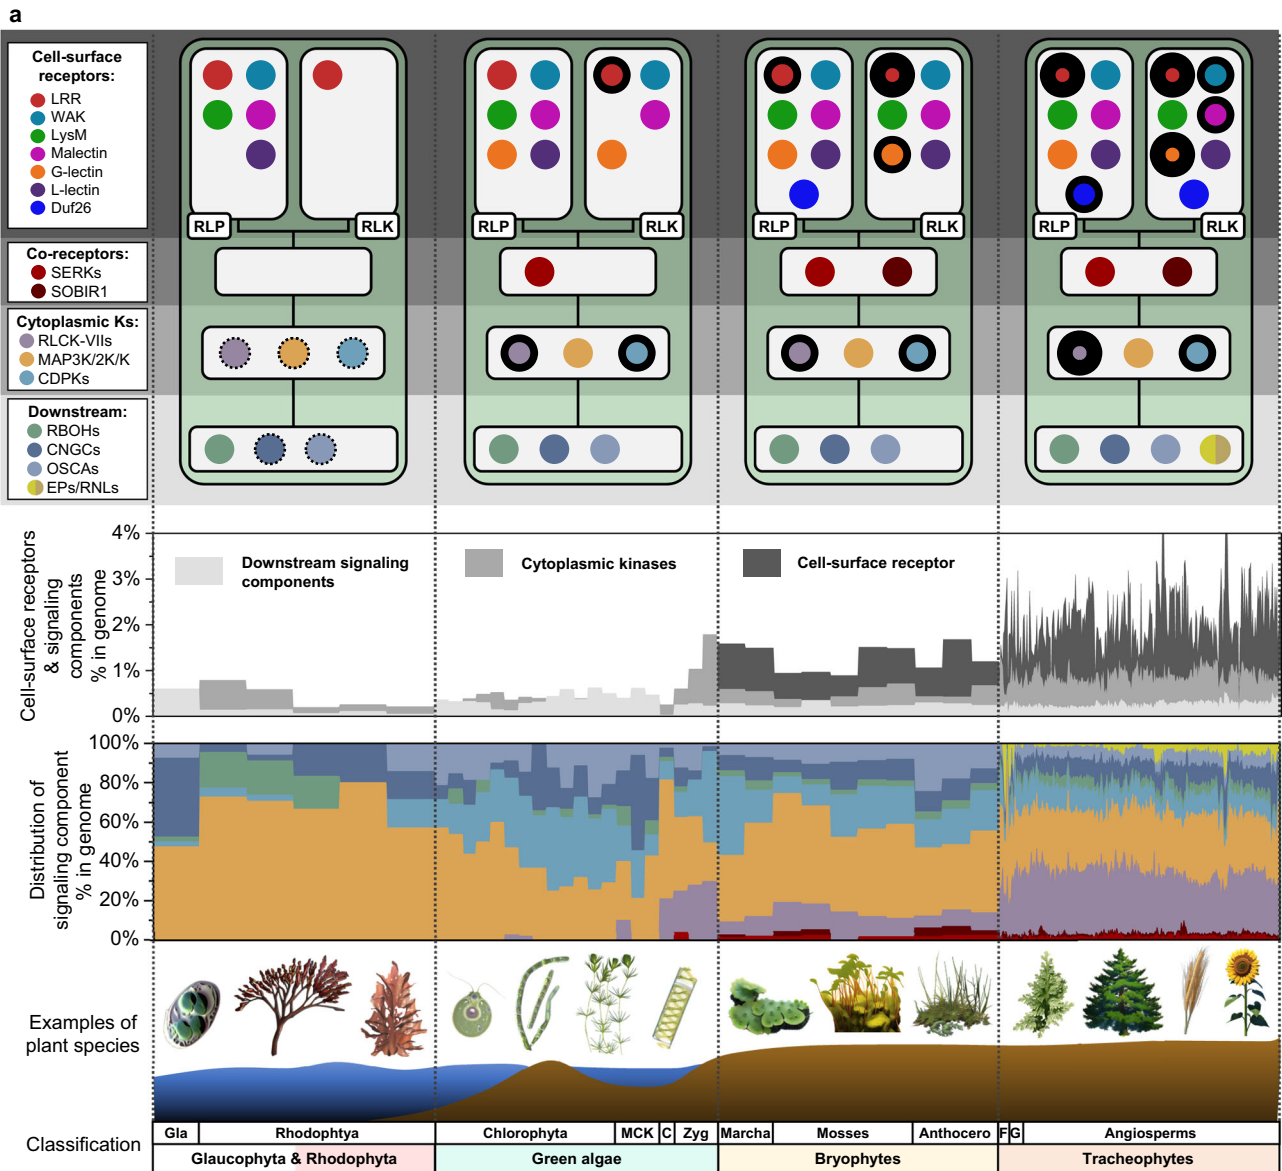 a
Cell-surface
receptors:
LRR
WAK
LysM
Malectin
G-lectin
L-lectin
Duf26
RLP
RLK
RLP
RLK
RLP
RLK
RLP
RLK
Co-receptors:
SERKs
SOBIR1
Cytoplasmic Ks:
RLCK-VIIs
MAP3K/2K/K
CDPKs
Downstream:
RBOHs
CNGCs
OSCAs
EPs/RNLs
Cell-surface receptors
& signaling
components
% in genome
4%
3%
2%
1%
0%
Downstream signaling
components
Cytoplasmic kinases
Cell-surface receptor
Distribution of
signaling component
% in genome
100%
80%
60%
40%
20%
0%
Examples of
plant species
Classification
Gla
Rhodophtya
Chlorophyta
MCK
C
Zyg
Marcha
Mosses
Anthocero
F
G
Angiosperms
Glaucophyta & Rhodophyta
Green algae
Bryophytes
Tracheophytes